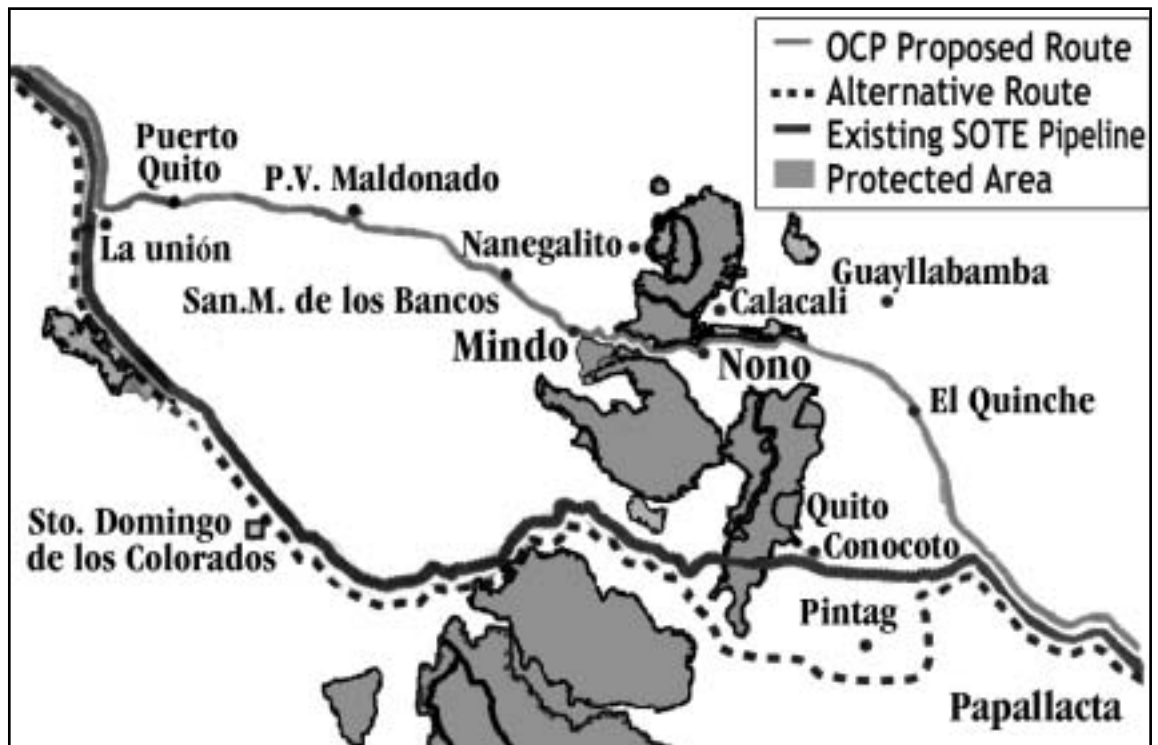 OCP Proposed Route
Alternative Route
Existing SOTE Pipeline
Protected Area
Puerto
Quito
P.V. Maldonado
La unión
Nanegalito
San.M. de los Bancos
Guayllabamba
Calacali
Mindo
Nono
El Quinche
Sto. Domingo
de los Colorados
Quito
Conocoto
Pintag
Papallacta